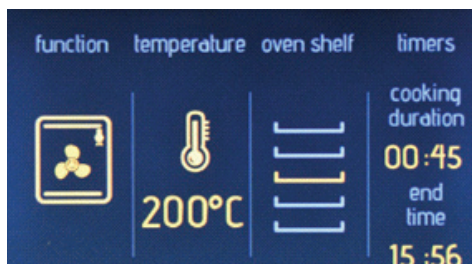 function temperature oven shelf timers
cooking
duration
00:45
200°C
end
time
15:56